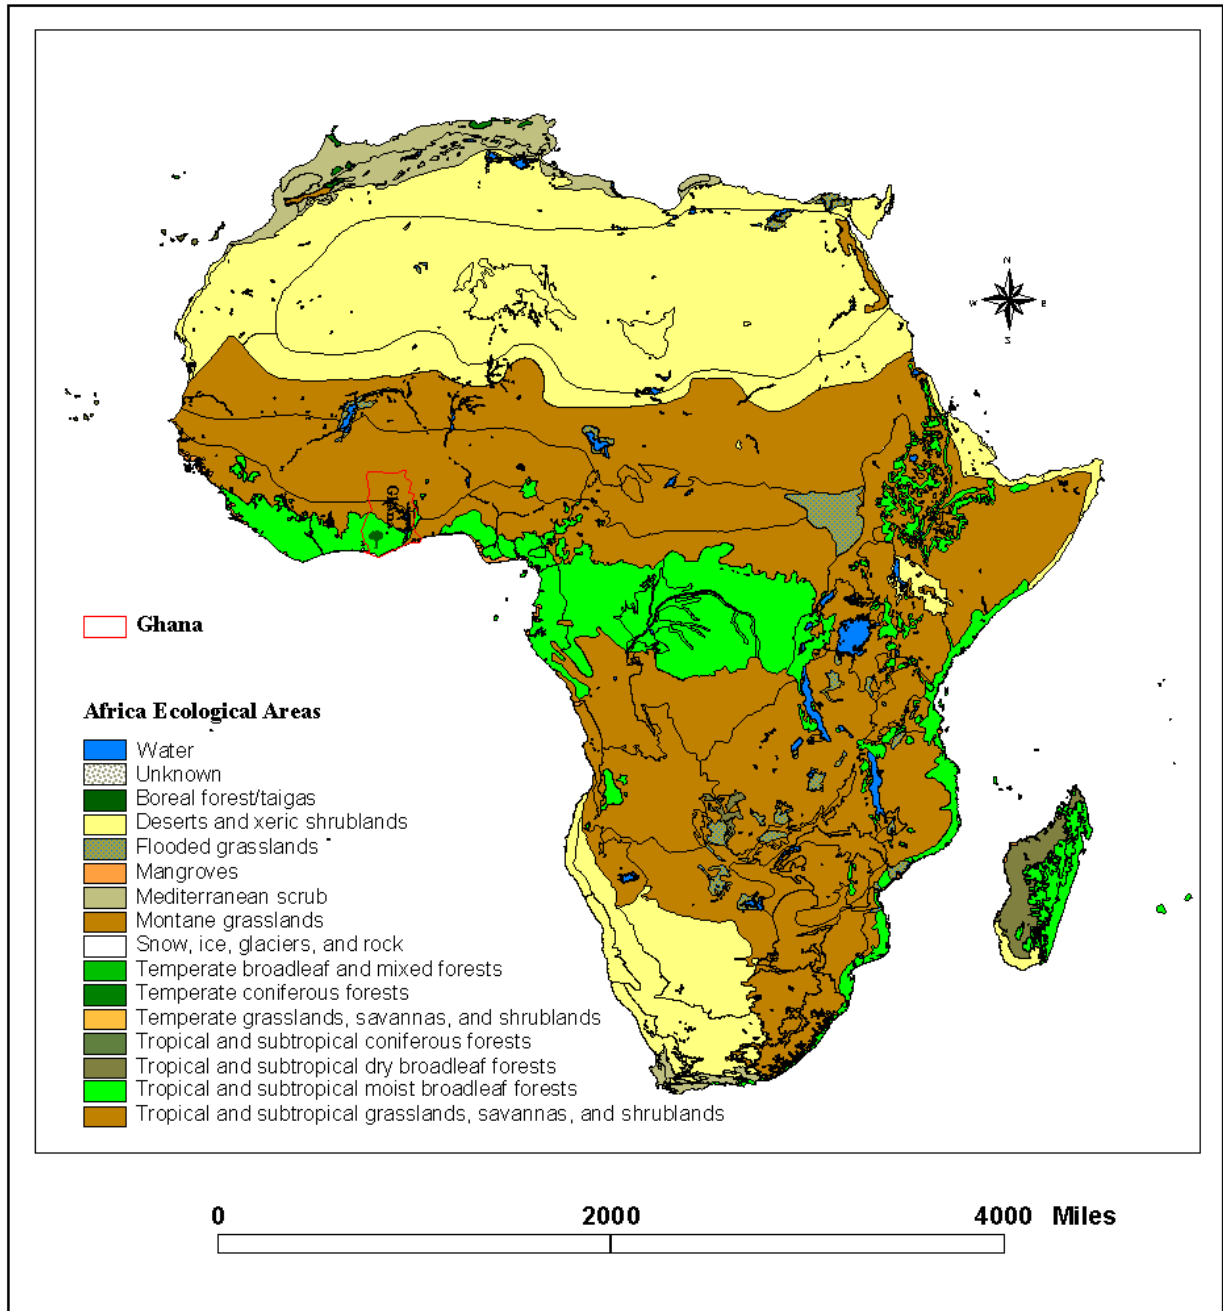 N
W E
S
Ghana
Ghana
Africa Ecological Areas
Water
Unknown
Boreal forest/taigas
Deserts and xeric shrublands
Flooded grasslands
Mangroves
Mediterranean scrub
Montane grasslands
Snow, ice, glaciers, and rock
Temperate broadleaf and mixed forests
Temperate coniferous forests
Temperate grasslands, savannas, and shrublands
Tropical and subtropical coniferous forests
Tropical and subtropical dry broadleaf forests
Tropical and subtropical moist broadleaf forests
Tropical and subtropical grasslands, savannas, and shrublands
0 2000 4000 Miles